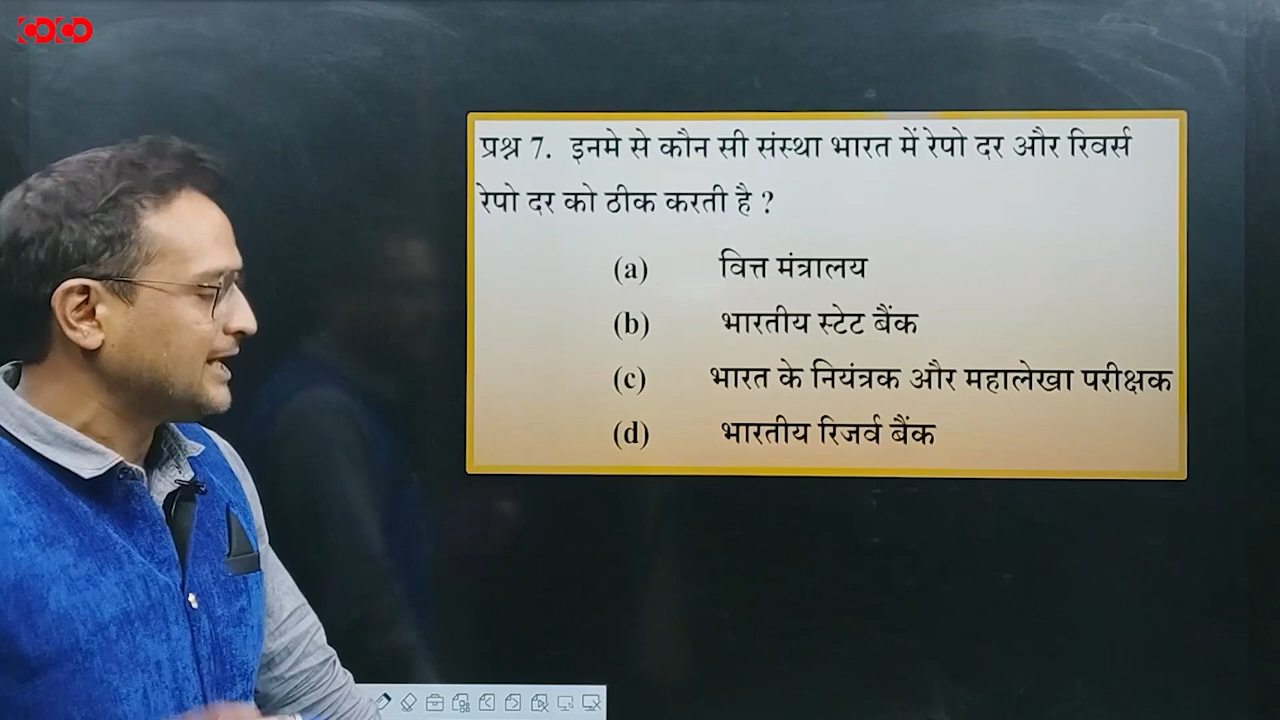 COCO
प्रश्न 7. इनमे से कौन सी संस्था भारत में रेपो दर और रिवर्स
रेपो दर को ठीक करती है ?
(a) वित्त मंत्रालय
(b) भारतीय स्टेट बैंक
(c) भारत के नियंत्रक और महालेखा परीक्षक
(d) भारतीय रिजर्व बैंक